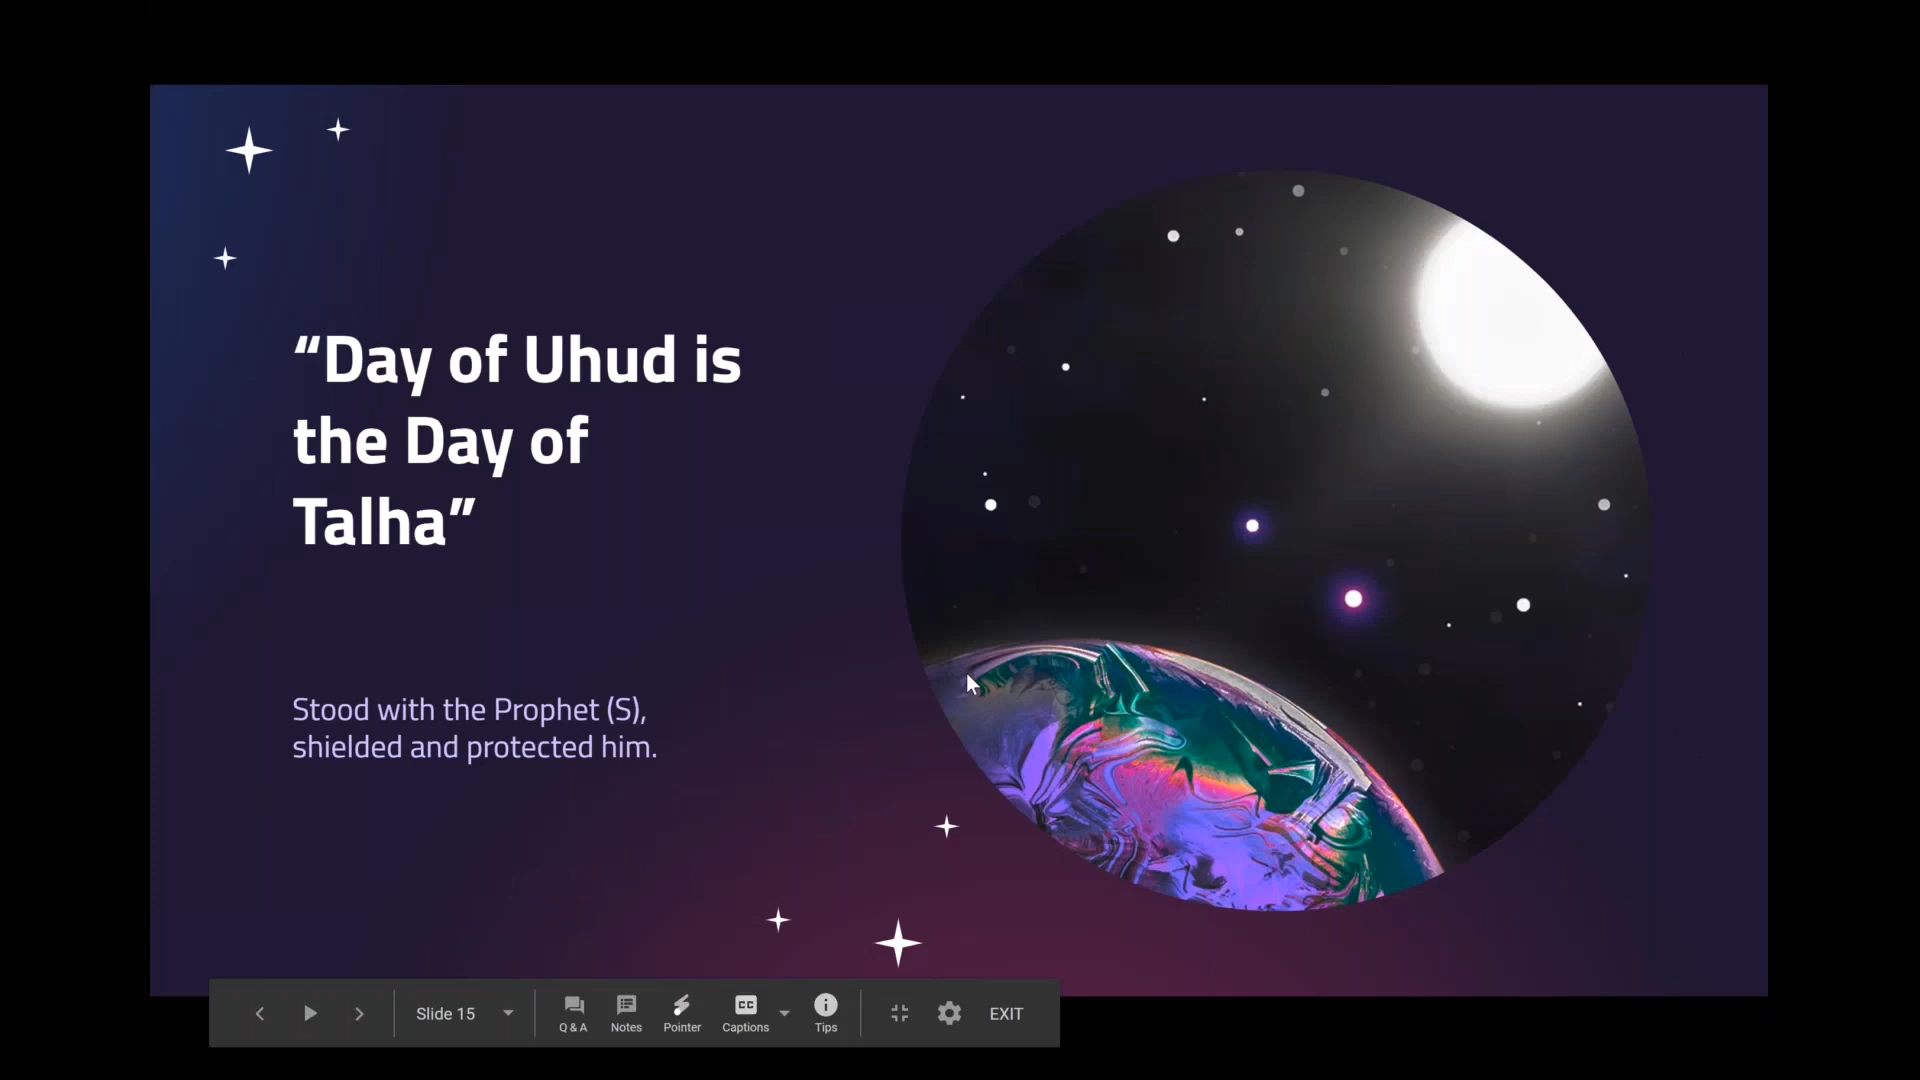 “Day of Uhud is
the Day of
Talha”
Stood with the Prophet (S),
shielded and protected him.
Slide 15
Q & A
Notes
Pointer
CC
Captions
Tips
EXIT